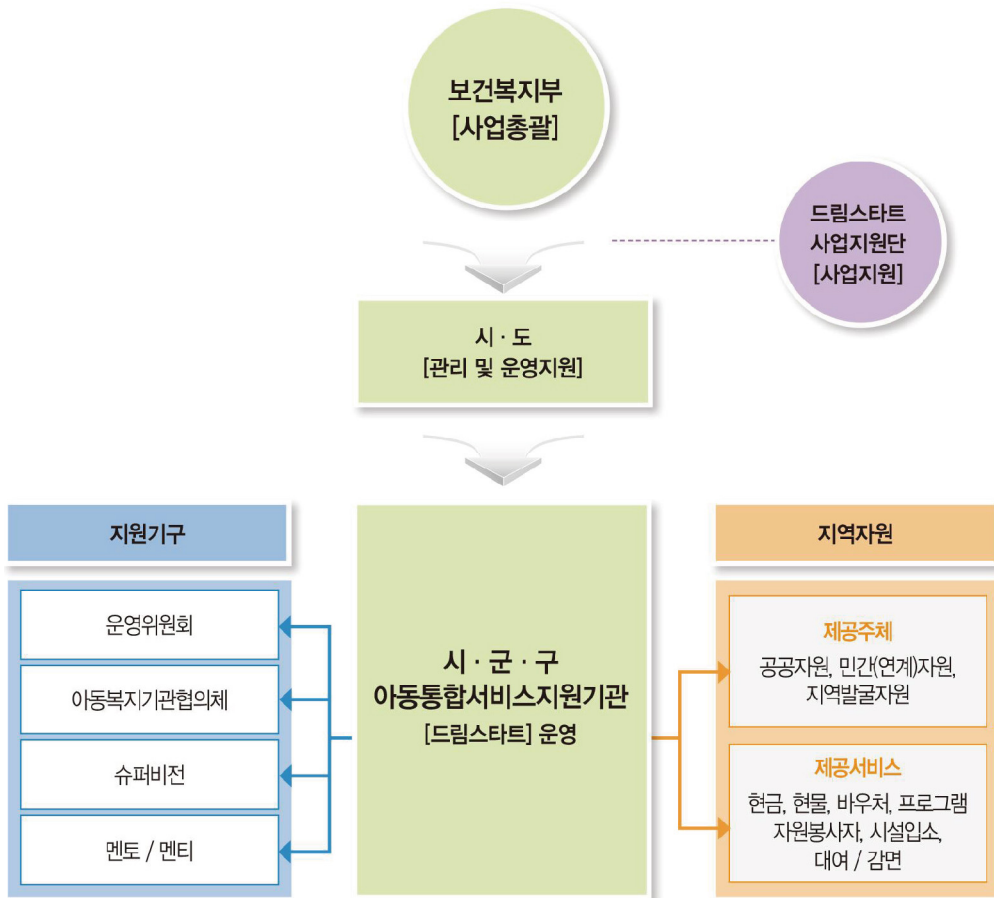 보건복지부
[사업총괄]
드림스타트
사업지원단
[사업지원]
시 · 도
[관리 및 운영지원]
지원기구
운영위원회
아동복지기관협의체
슈퍼비전
멘토 / 멘티
시 · 군 · 구
아동통합서비스지원기관
[드림스타트] 운영
지역자원
제공주체
공공자원, 민간(연계)자원,
지역발굴자원
제공서비스
현금, 현물, 바우처, 프로그램
자원봉사자, 시설입소,
대여 / 감면